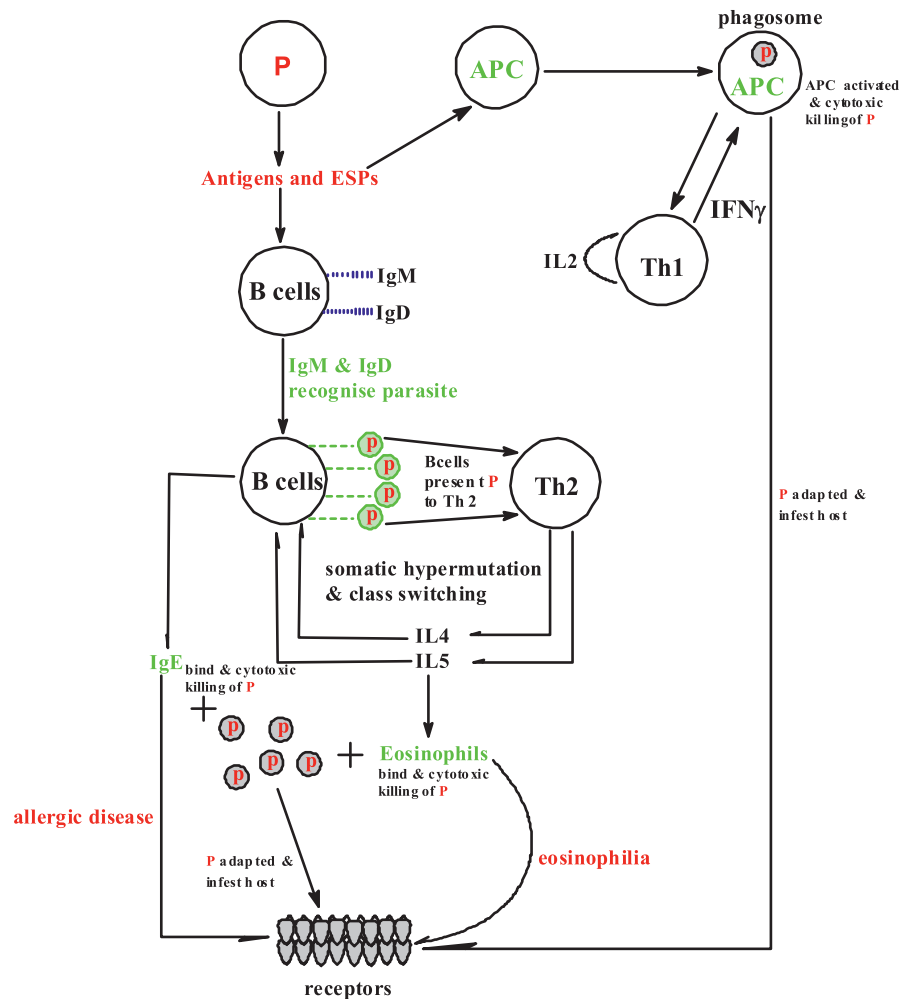 phagosome
P
APC
p
APC
APC activated
& cytotoxic
killingof P
Antigens and ESPs
IFNγ
IL2
Th1
B cells
IgM
IgD
IgM & IgD
recognise parasite
B cells
p
p
p
p
Bcells
present P
to Th2
Th2
P adapted &
infest host
somatic hypermutation
& class switching
IL4
IL5
IgE
bind & cytotoxic
killing of P
+
p
p
p
p
p
+
Eosinophils
bind & cytotoxic
killing of P
allergic disease
P adapted &
infest host
eosinophilia
receptors